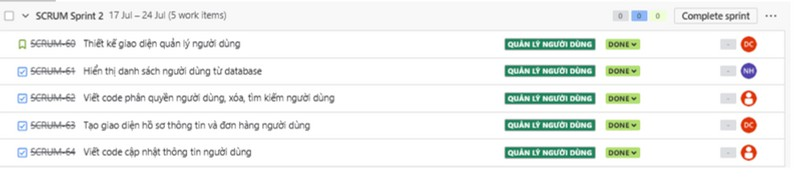 SCRUM Sprint 2 17 Jul – 24 Jul (5 work items) 0 0 0 Complete sprint ...
SCRUM-60 Thiết kế giao diện quản lý người dùng QUẢN LÝ NGƯỜI DÙNG DONE - DC
SCRUM-61 Hiển thị danh sách người dùng từ database QUẢN LÝ NGƯỜI DÙNG DONE - NH
SCRUM-62 Viết code phân quyền người dùng, xóa, tìm kiếm người dùng QUẢN LÝ NGƯỜI DÙNG DONE -
SCRUM-63 Tạo giao diện hồ sơ thông tin và đơn hàng người dùng QUẢN LÝ NGƯỜI DÙNG DONE - DC
SCRUM-64 Viết code cập nhật thông tin người dùng QUẢN LÝ NGƯỜI DÙNG DONE -